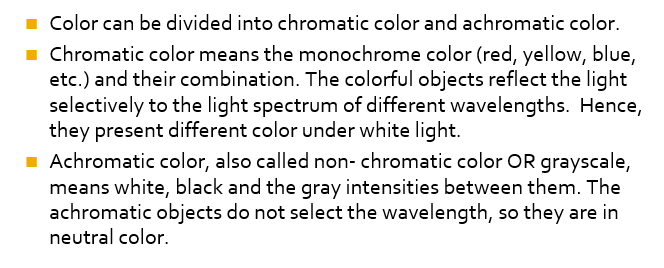 Color can be divided into chromatic color and achromatic color.
Chromatic color means the monochrome color (red, yellow, blue,
etc.) and their combination. The colorful objects reflect the light
selectively to the light spectrum of different wavelengths.  Hence,
they present different color under white light.
Achromatic color, also called non- chromatic color OR grayscale,
means white, black and the gray intensities between them. The
achromatic objects do not select the wavelength, so they are in
neutral color.